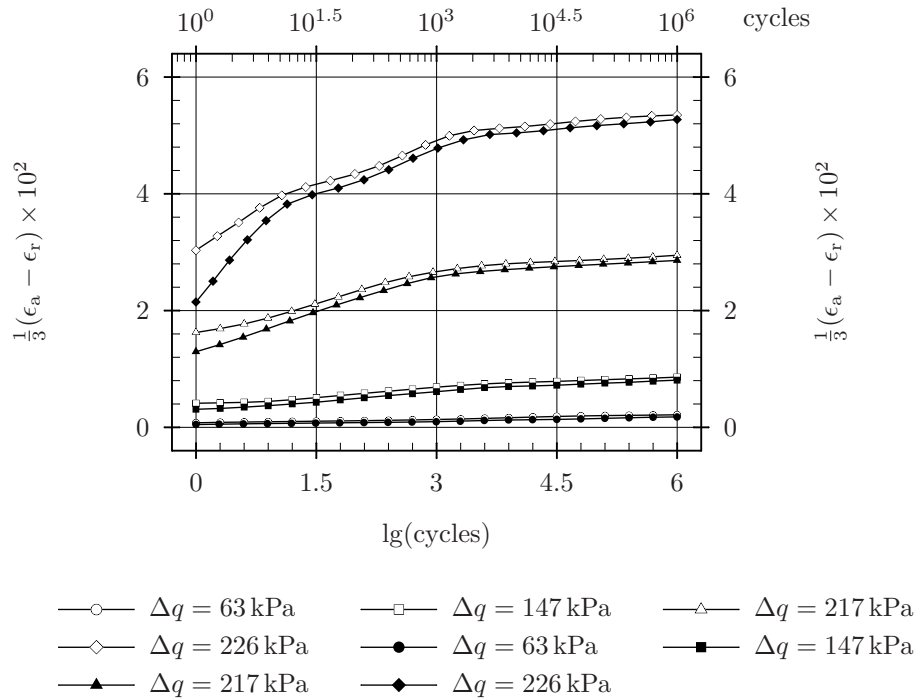 10^0 10^1.5 10^3 10^4.5 10^6 cycles
6 6
4 4
2 2
0 0
1/3(ϵ_a − ϵ_r) × 10^2
1/3(ϵ_a − ϵ_r) × 10^2
0 1.5 3 4.5 6
lg(cycles)
Δq = 63 kPa Δq = 147 kPa Δq = 217 kPa
Δq = 226 kPa Δq = 63 kPa Δq = 147 kPa
Δq = 217 kPa Δq = 226 kPa